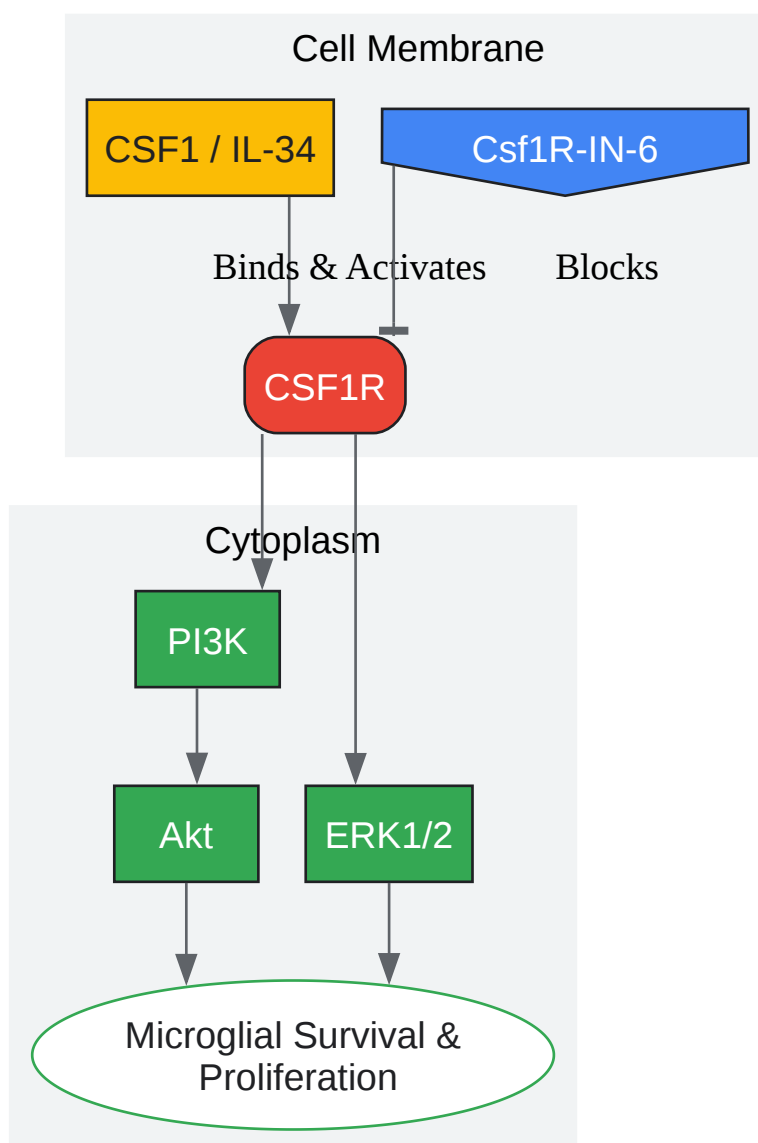 Cell Membrane
CSF1 / IL-34
Csf1R-IN-6
Binds & Activates
Blocks
CSF1R
Cytoplasm
PI3K
Akt
ERK1/2
Microglial Survival &
Proliferation